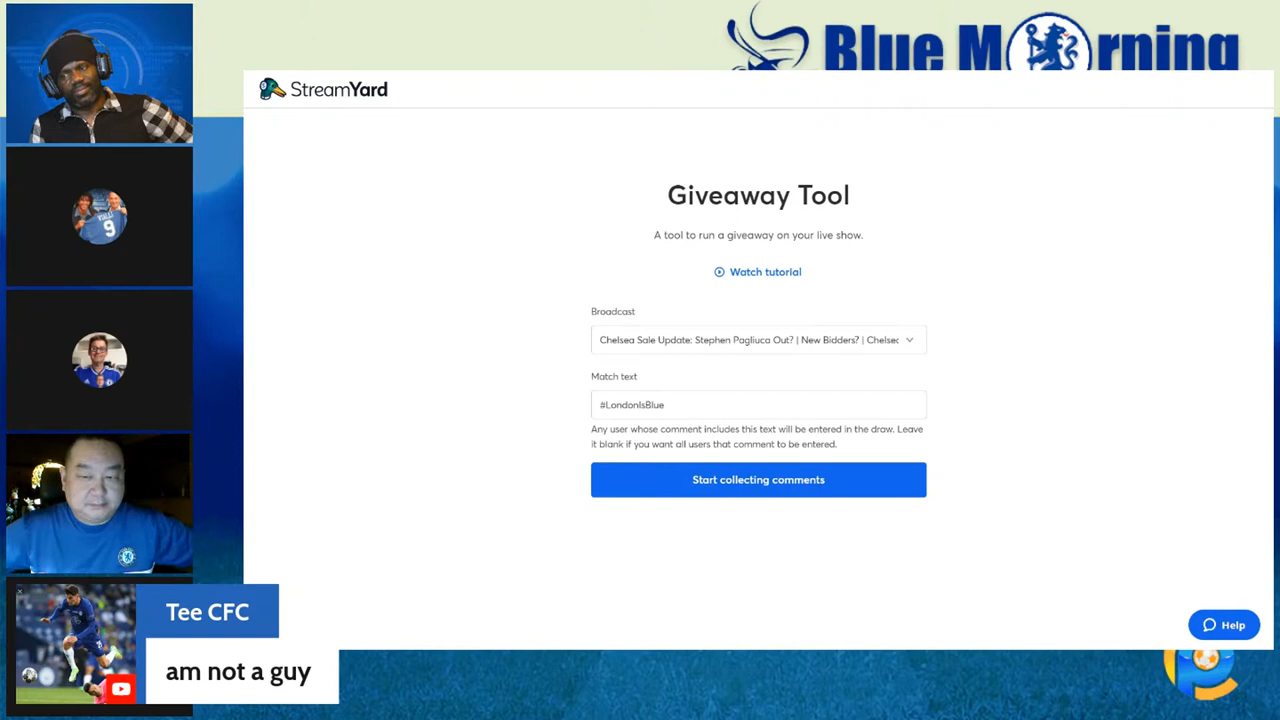 Blue M rning
StreamYard
Giveaway Tool
A tool to run a giveaway on your live show.
Watch tutorial
Broadcast
Chelsea Sale Update: Stephen Pagliuca Out? | New Bidders? | Chelsec
Match text
#LondonIsBlue
Any user whose comment includes this text will be entered in the draw. Leave
it blank if you want all users that comment to be entered.
Start collecting comments
9
Tee CFC
am not a guy
Help